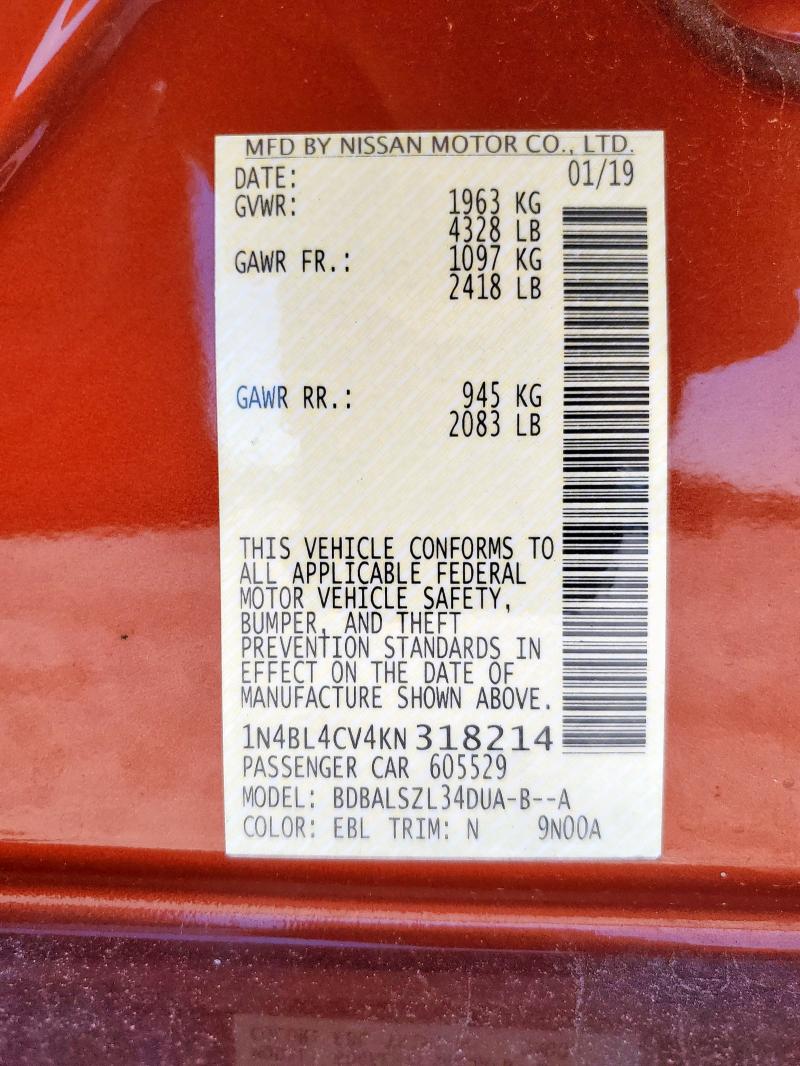 MFD BY NISSAN MOTOR CO., LTD.
DATE: 01/19
GVWR: 1963 KG
4328 LB
GAWR FR.: 1097 KG
2418 LB
GAWR RR.: 945 KG
2083 LB
THIS VEHICLE CONFORMS TO
ALL APPLICABLE FEDERAL
MOTOR VEHICLE SAFETY,
BUMPER, AND THEFT
PREVENTION STANDARDS IN
EFFECT ON THE DATE OF
MANUFACTURE SHOWN ABOVE.
1N4BL4CV4KN 318214
PASSENGER CAR 605529
MODEL: BDBALSZL34DUA-B--A
COLOR: EBL TRIM: N 9N00A